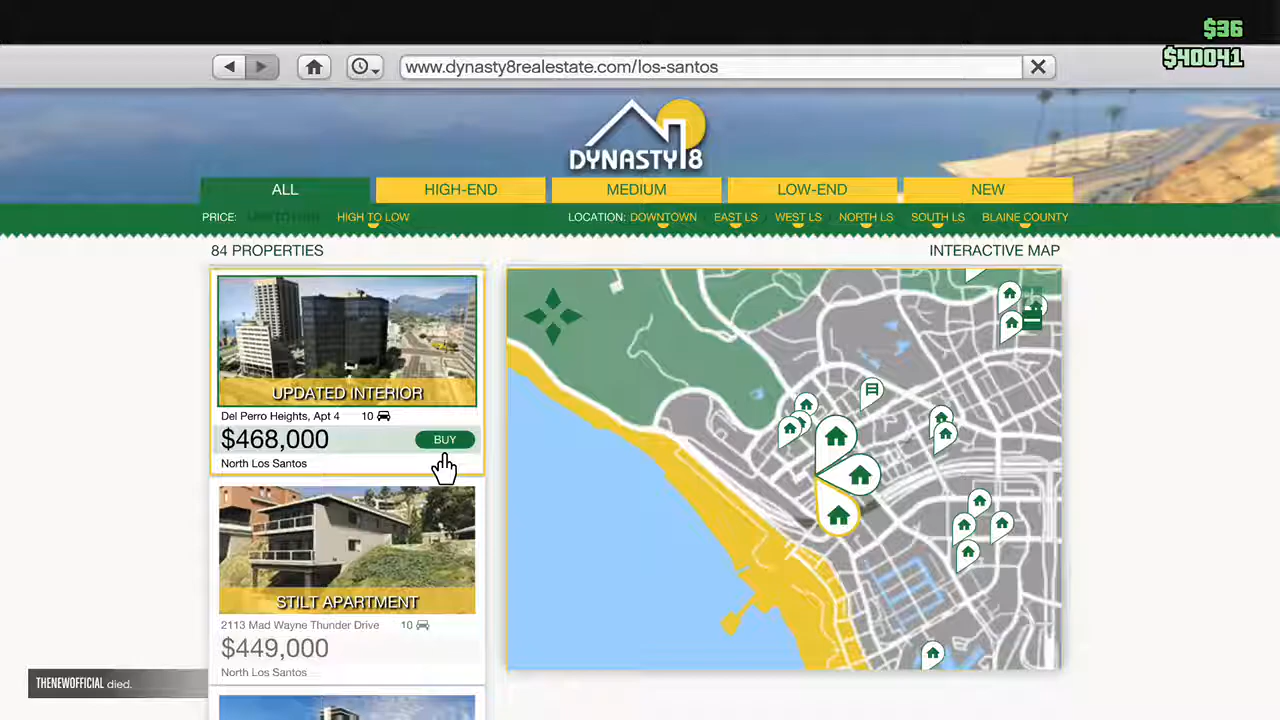 $36
$40041
www.dynasty8realestate.com/los-santos
DYNASTY 8
ALL
HIGH-END
MEDIUM
LOW-END
NEW
PRICE: LOW TO HIGH HIGH TO LOW
LOCATION: DOWNTOWN EAST LS WEST LS NORTH LS SOUTH LS BLAINE COUNTY
84 PROPERTIES
INTERACTIVE MAP
UPDATED INTERIOR
Del Perro Heights, Apt 4 10
$468,000
BUY
North Los Santos
STILT APARTMENT
2113 Mad Wayne Thunder Drive 10
$449,000
North Los Santos
THENEWOFFICIAL died.